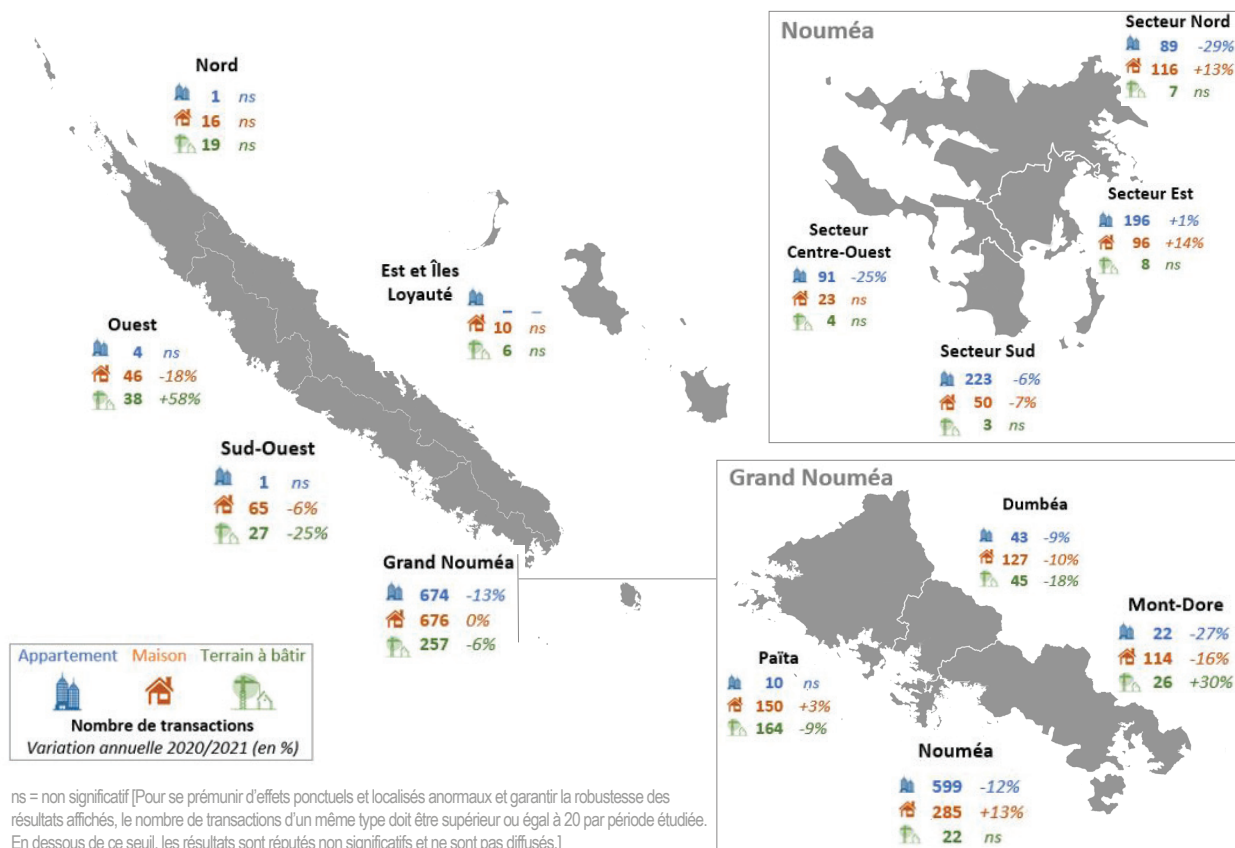 Nord
1 ns
16 ns
19 ns
Est et Îles
Loyauté
– –
10 ns
6 ns
Ouest
4 ns
46 -18%
38 +58%
Sud-Ouest
1 ns
65 -6%
27 -25%
Grand Nouméa
674 -13%
676 0%
257 -6%
Appartement Maison Terrain à bâtir
Nombre de transactions
Variation annuelle 2020/2021 (en %)
ns = non significatif [Pour se prémunir d'effets ponctuels et localisés anormaux et garantir la robustesse des
résultats affichés, le nombre de transactions d'un même type doit être supérieur ou égal à 20 par période étudiée.
En dessous de ce seuil, les résultats sont réputés non significatifs et ne sont pas diffusés.]
Nouméa
Secteur Nord
89 -29%
116 +13%
7 ns
Secteur Est
196 +1%
96 +14%
8 ns
Secteur
Centre-Ouest
91 -25%
23 ns
4 ns
Secteur Sud
223 -6%
50 -7%
3 ns
Grand Nouméa
Dumbéa
43 -9%
127 -10%
45 -18%
Mont-Dore
22 -27%
114 -16%
26 +30%
Païta
10 ns
150 +3%
164 -9%
Nouméa
599 -12%
285 +13%
22 ns